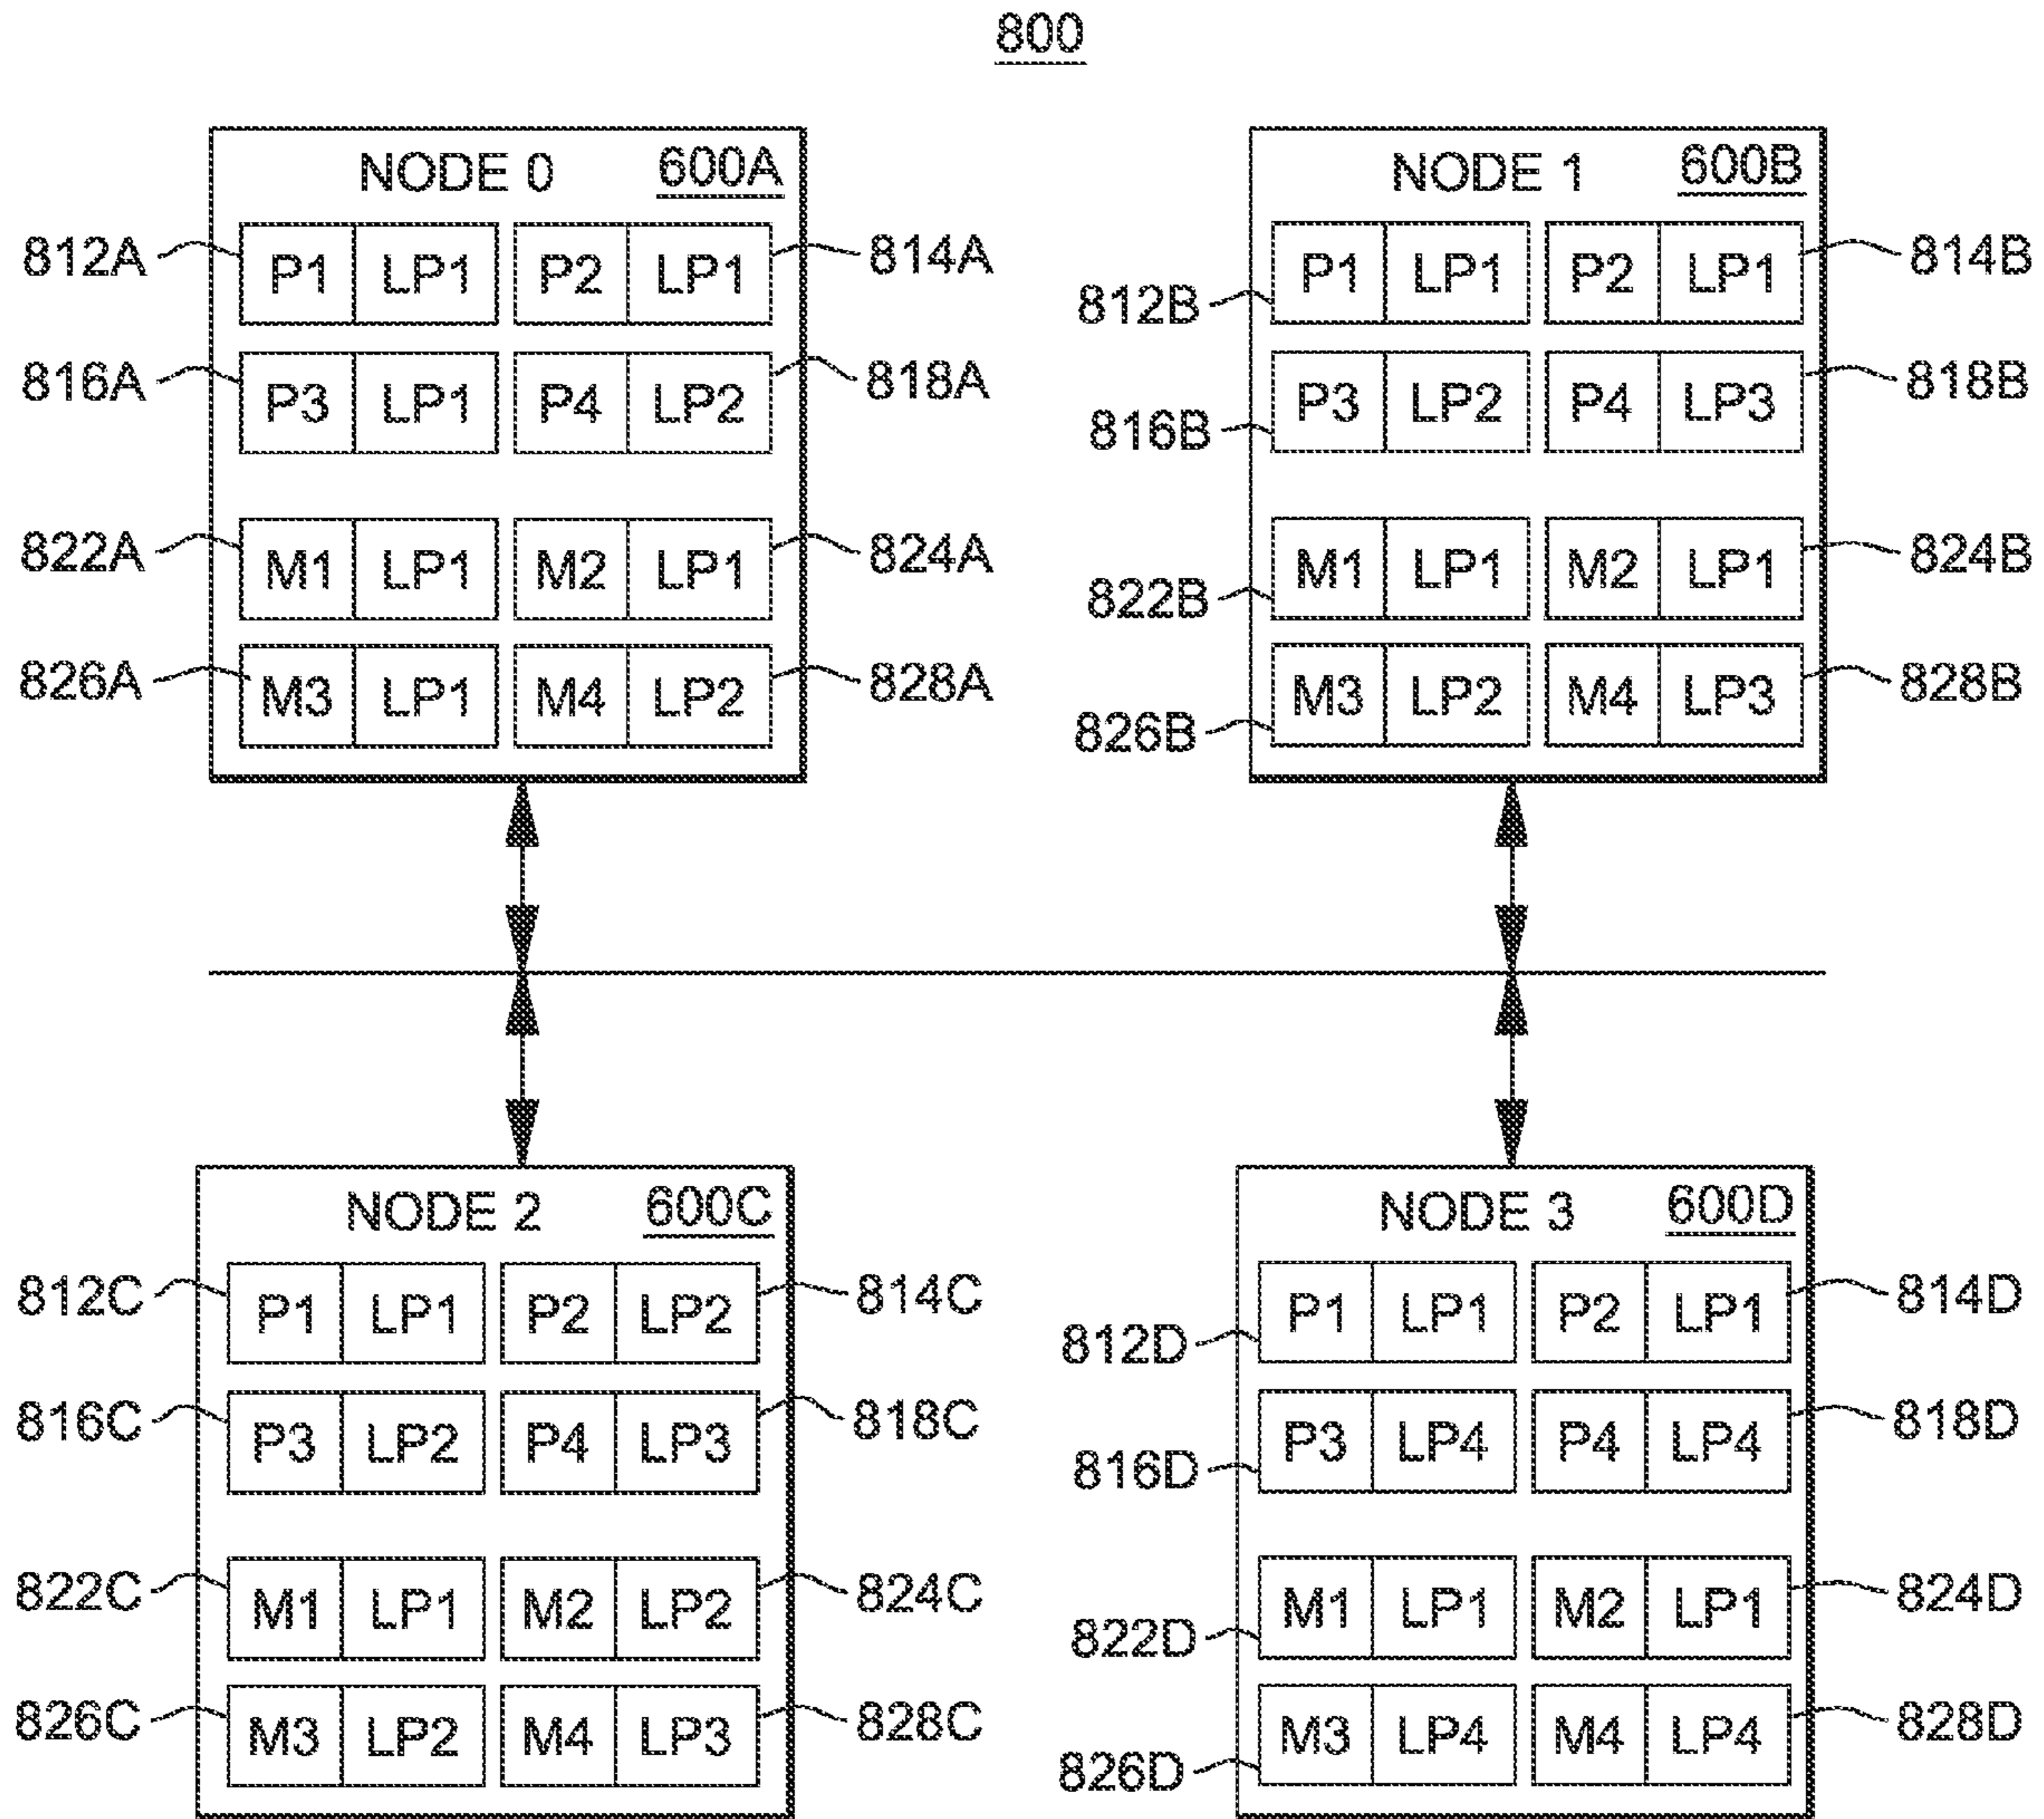 800
NODE 0 600A
812A P1 LP1 P2 LP1 814A
816A P3 LP1 P4 LP2 818A
822A M1 LP1 M2 LP1 824A
826A M3 LP1 M4 LP2 828A
NODE 1 600B
812B P1 LP1 P2 LP1 814B
816B P3 LP2 P4 LP3 818B
822B M1 LP1 M2 LP1 824B
826B M3 LP2 M4 LP3 828B
NODE 2 600C
812C P1 LP1 P2 LP2 814C
816C P3 LP2 P4 LP3 818C
822C M1 LP1 M2 LP2 824C
826C M3 LP2 M4 LP3 828C
NODE 3 600D
812D P1 LP1 P2 LP1 814D
816D P3 LP4 P4 LP4 818D
822D M1 LP1 M2 LP1 824D
826D M3 LP4 M4 LP4 828D